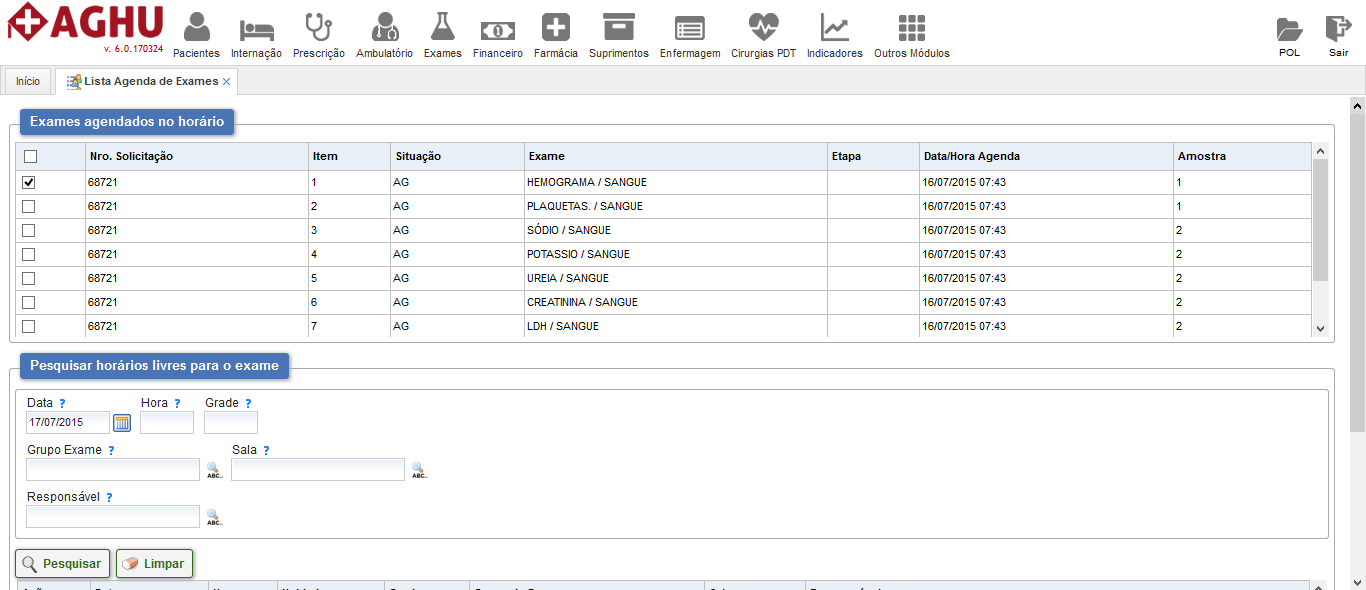 AGHU
v. 6.0.170324
Pacientes Internação Prescrição Ambulatório Exames Financeiro Farmácia Suprimentos Enfermagem Cirurgias PDT Indicadores Outros Módulos POL Sair
Início Lista Agenda de Exames ×
Exames agendados no horário
Nro. Solicitação Item Situação Exame Etapa Data/Hora Agenda Amostra
68721 1 AG HEMOGRAMA / SANGUE 16/07/2015 07:43 1
68721 2 AG PLAQUETAS. / SANGUE 16/07/2015 07:43 1
68721 3 AG SÓDIO / SANGUE 16/07/2015 07:43 2
68721 4 AG POTASSIO / SANGUE 16/07/2015 07:43 2
68721 5 AG UREIA / SANGUE 16/07/2015 07:43 2
68721 6 AG CREATININA / SANGUE 16/07/2015 07:43 2
68721 7 AG LDH / SANGUE 16/07/2015 07:43 2
Pesquisar horários livres para o exame
Data ? Hora ? Grade ?
17/07/2015
Grupo Exame ? Sala ?
ABC.. ABC..
Responsável ?
ABC..
Pesquisar Limpar